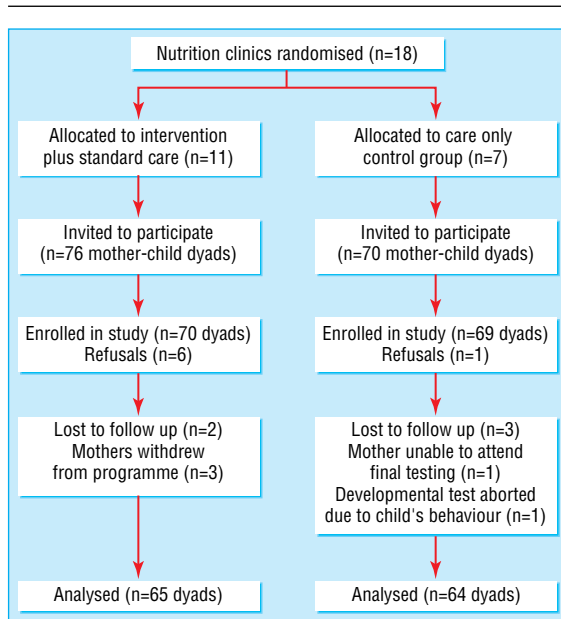 Nutrition clinics randomised (n=18)
Allocated to intervention
plus standard care (n=11)
Allocated to care only
control group (n=7)
Invited to participate
(n=76 mother-child dyads)
Invited to participate
(n=70 mother-child dyads)
Enrolled in study (n=70 dyads)
Refusals (n=6)
Enrolled in study (n=69 dyads)
Refusals (n=1)
Lost to follow up (n=2)
Mothers withdrew
from programme (n=3)
Lost to follow up (n=3)
Mother unable to attend
final testing (n=1)
Developmental test aborted
due to child's behaviour (n=1)
Analysed (n=65 dyads)
Analysed (n=64 dyads)